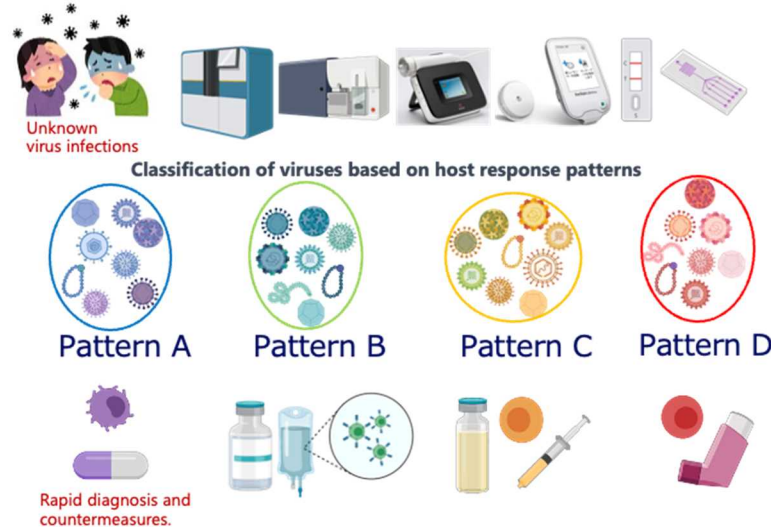 Unknown
virus infections
C
T
S
Classification of viruses based on host response patterns
Pattern A
Pattern B
Pattern C
Pattern D
Rapid diagnosis and
countermeasures.